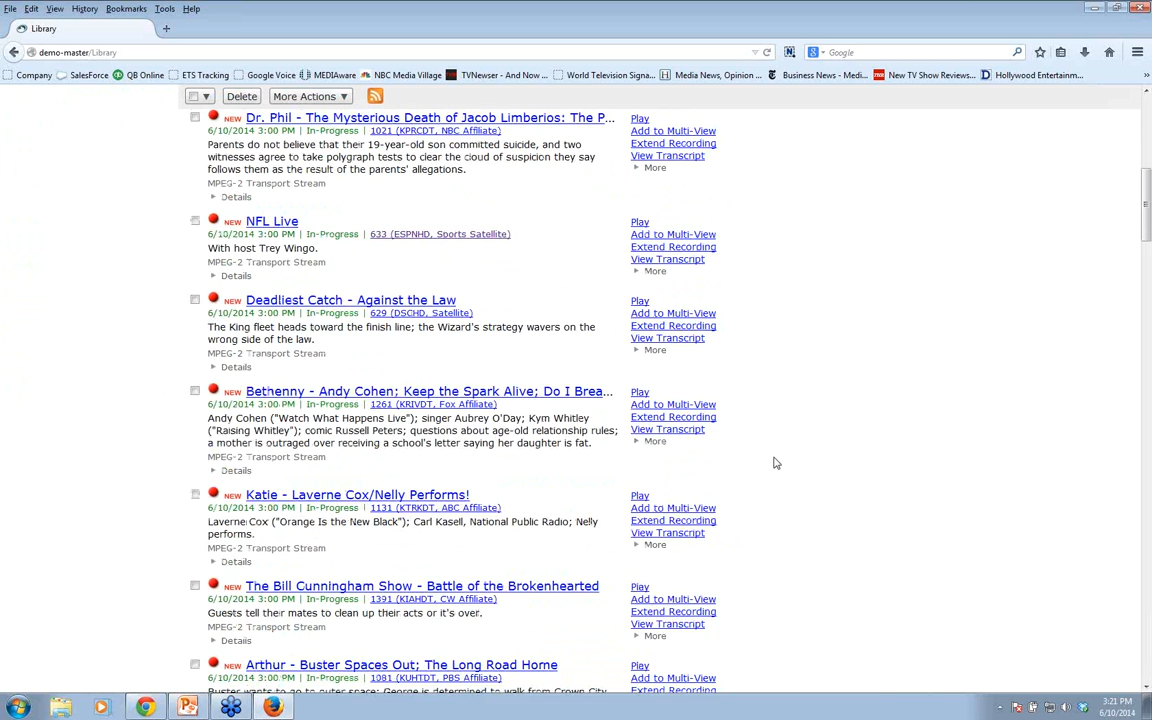 File Edit View History Bookmarks Tools Help
Library
demo-master/Library
Google
Company SalesForce QB Online ETS Tracking Google Voice MEDIAware NBC Media Village TVNewser - And Now ... World Television Signa... Media News, Opinion ... Business News - Medi... New TV Show Reviews... Hollywood Entertainm...
Delete More Actions
NEW Dr. Phil - The Mysterious Death of Jacob Limberios: The P... Play
6/10/2014 3:00 PM | In-Progress | 1021 (KPRCDT, NBC Affiliate) Add to Multi-View
Parents do not believe that their 19-year-old son committed suicide, and two Extend Recording
witnesses agree to take polygraph tests to clear the cloud of suspicion they say View Transcript
follows them as the result of the parents' allegations. More
MPEG-2 Transport Stream
Details
NEW NFL Live Play
6/10/2014 3:00 PM | In-Progress | 633 (ESPNHD, Sports Satellite) Add to Multi-View
With host Trey Wingo. Extend Recording
MPEG-2 Transport Stream View Transcript
Details More
NEW Deadliest Catch - Against the Law Play
6/10/2014 3:00 PM | In-Progress | 629 (DSCHD, Satellite) Add to Multi-View
The King fleet heads toward the finish line; the Wizard's strategy wavers on the Extend Recording
wrong side of the law. View Transcript
MPEG-2 Transport Stream More
Details
NEW Bethenny - Andy Cohen; Keep the Spark Alive; Do I Brea... Play
6/10/2014 3:00 PM | In-Progress | 1261 (KRIVDT, Fox Affiliate) Add to Multi-View
Andy Cohen ("Watch What Happens Live"); singer Aubrey O'Day; Kym Whitley Extend Recording
("Raising Whitley"); comic Russell Peters; questions about age-old relationship rules; View Transcript
a mother is outraged over receiving a school's letter saying her daughter is fat. More
MPEG-2 Transport Stream
Details
NEW Katie - Laverne Cox/Nelly Performs! Play
6/10/2014 3:00 PM | In-Progress | 1131 (KTRKDT, ABC Affiliate) Add to Multi-View
Laverne Cox ("Orange Is the New Black"); Carl Kasell, National Public Radio; Nelly Extend Recording
performs. View Transcript
MPEG-2 Transport Stream More
Details
NEW The Bill Cunningham Show - Battle of the Brokenhearted Play
6/10/2014 3:00 PM | In-Progress | 1391 (KIAHDT, CW Affiliate) Add to Multi-View
Guests tell their mates to clean up their acts or it's over. Extend Recording
MPEG-2 Transport Stream View Transcript
Details More
NEW Arthur - Buster Spaces Out; The Long Road Home Play
6/10/2014 3:00 PM | In-Progress | 1081 (KUHTDT, PBS Affiliate) Add to Multi-View
Buster wants to go to outer space; George is determined to walk from Crown City Extend Recording
3:21 PM
6/10/2014